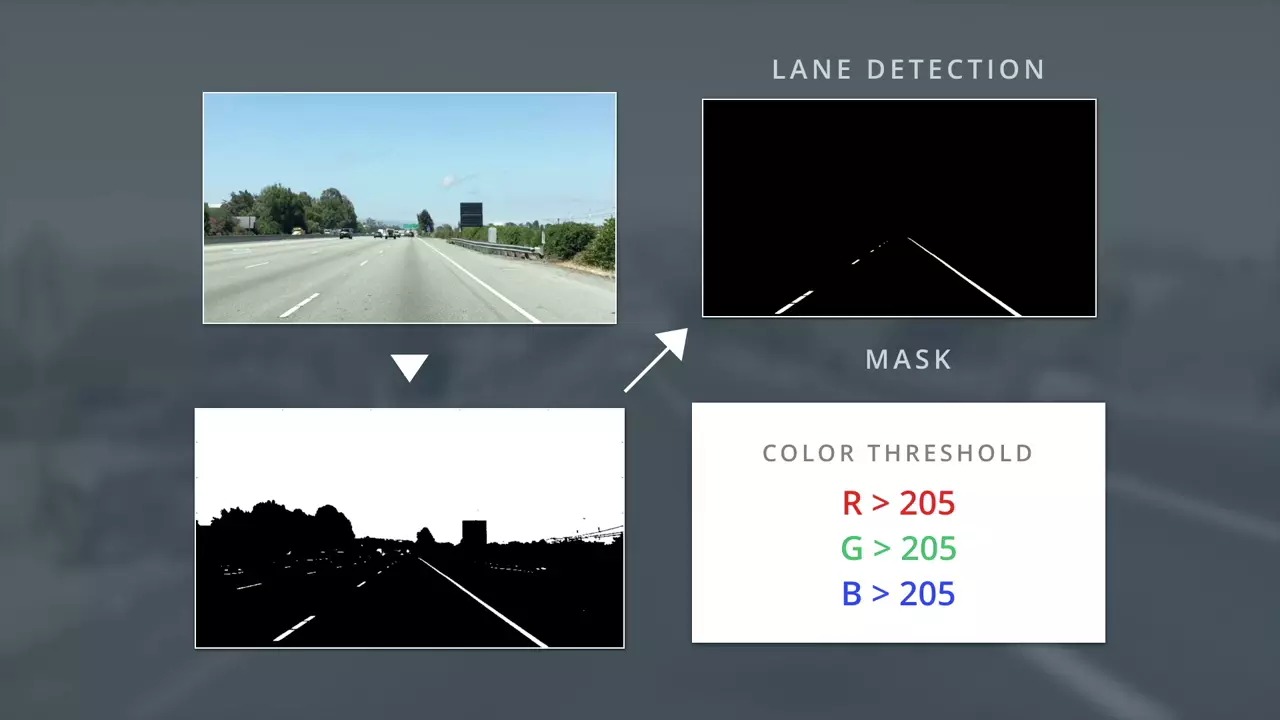 LANE DETECTION
MASK
COLOR THRESHOLD
R > 205
G > 205
B > 205